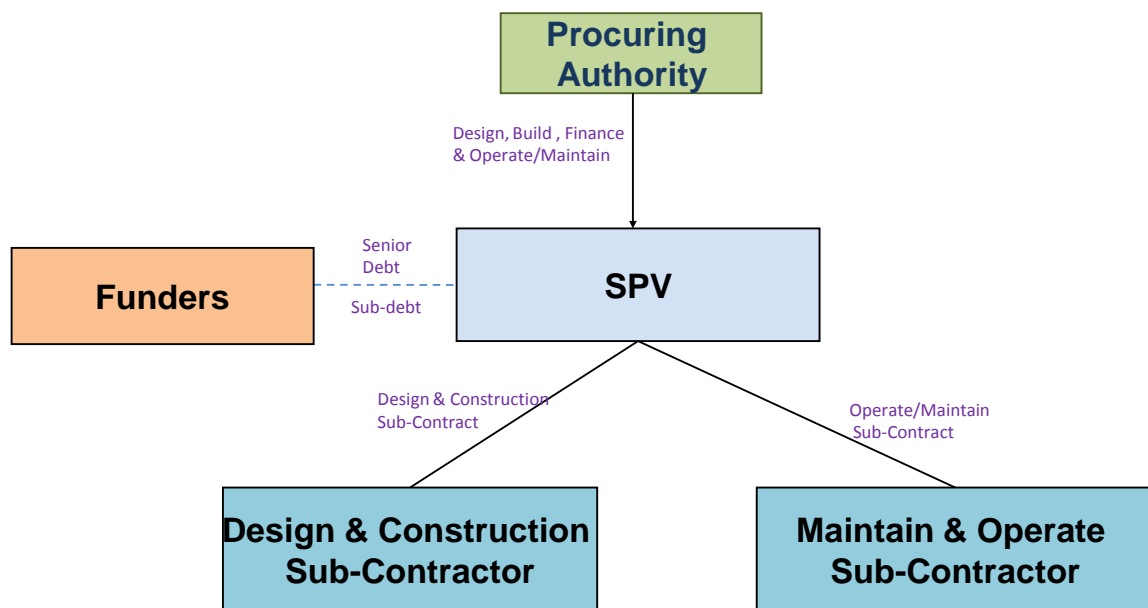 Procuring
Authority
Design, Build , Finance
& Operate/Maintain
Senior
Debt
Funders
SPV
Sub-debt
Design & Construction
Sub-Contract
Operate/Maintain
Sub-Contract
Design & Construction
Sub-Contractor
Maintain & Operate
Sub-Contractor